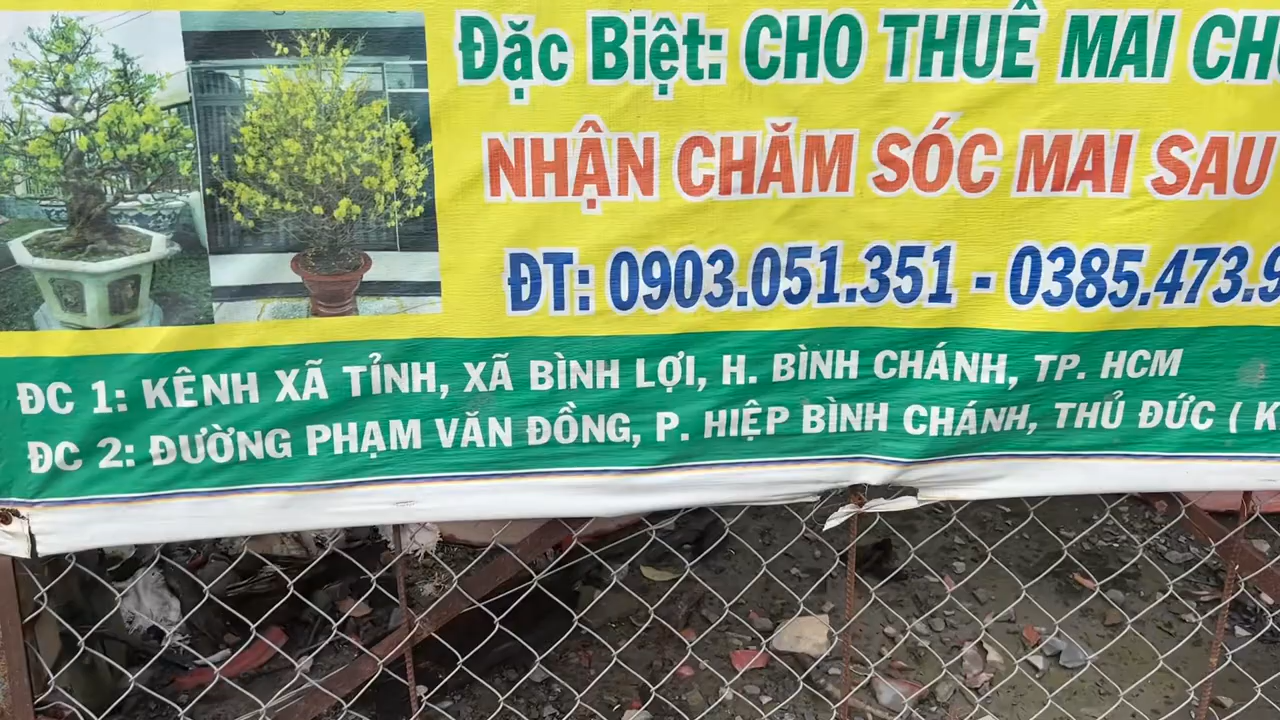 Đặc Biệt: CHO THUÊ MAI
NHẬN CHĂM SÓC MAI SAU
ĐT: 0903.051.351 - 0385.473.9
ĐC 1: KÊNH XÃ TỈNH, XÃ BÌNH LỢI, H. BÌNH CHÁNH, TP. HCM
ĐC 2: ĐƯỜNG PHẠM VĂN ĐỒNG, P. HIỆP BÌNH CHÁNH, THỦ ĐỨC (